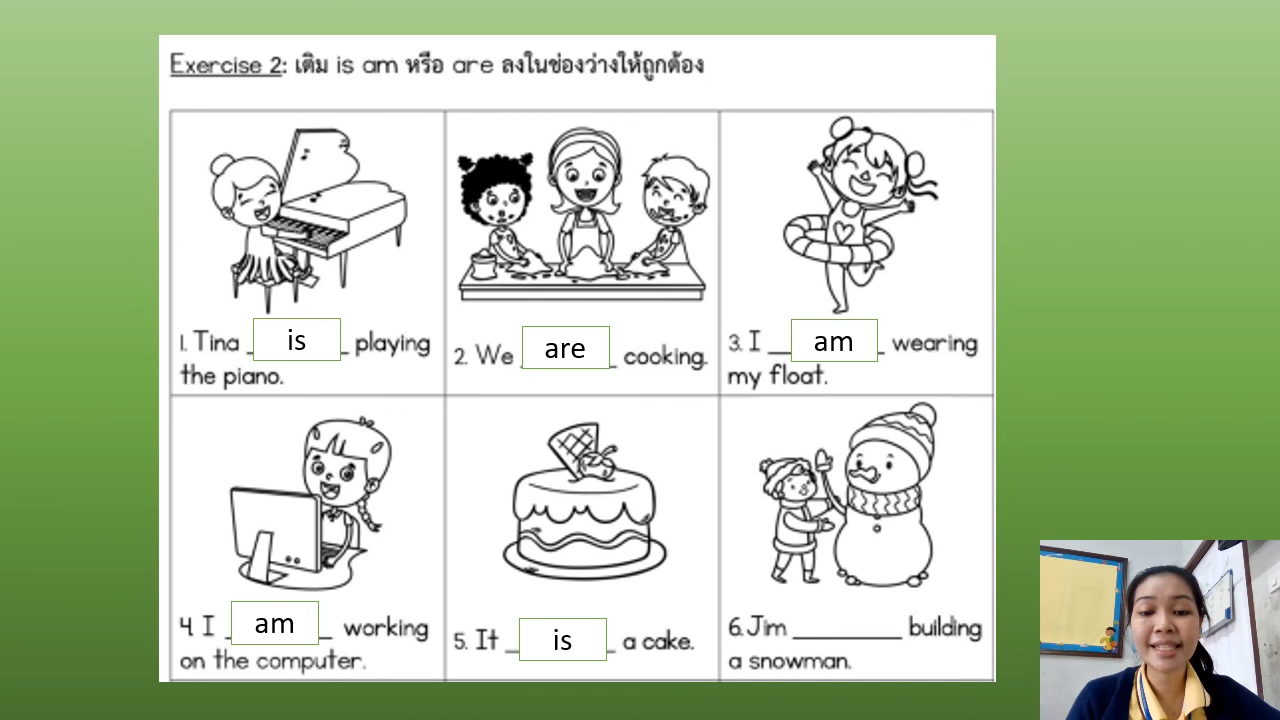 Exercise 2: เติม is am หรือ are ลงในช่องว่างให้ถูกต้อง
1. Tina _ is _ playing
the piano.
2. We _ are _ cooking.
3. I __ am _ wearing
my float.
4. I _ am _ working
on the computer.
5. It _ is _ a cake.
6. Jim __________ building
a snowman.